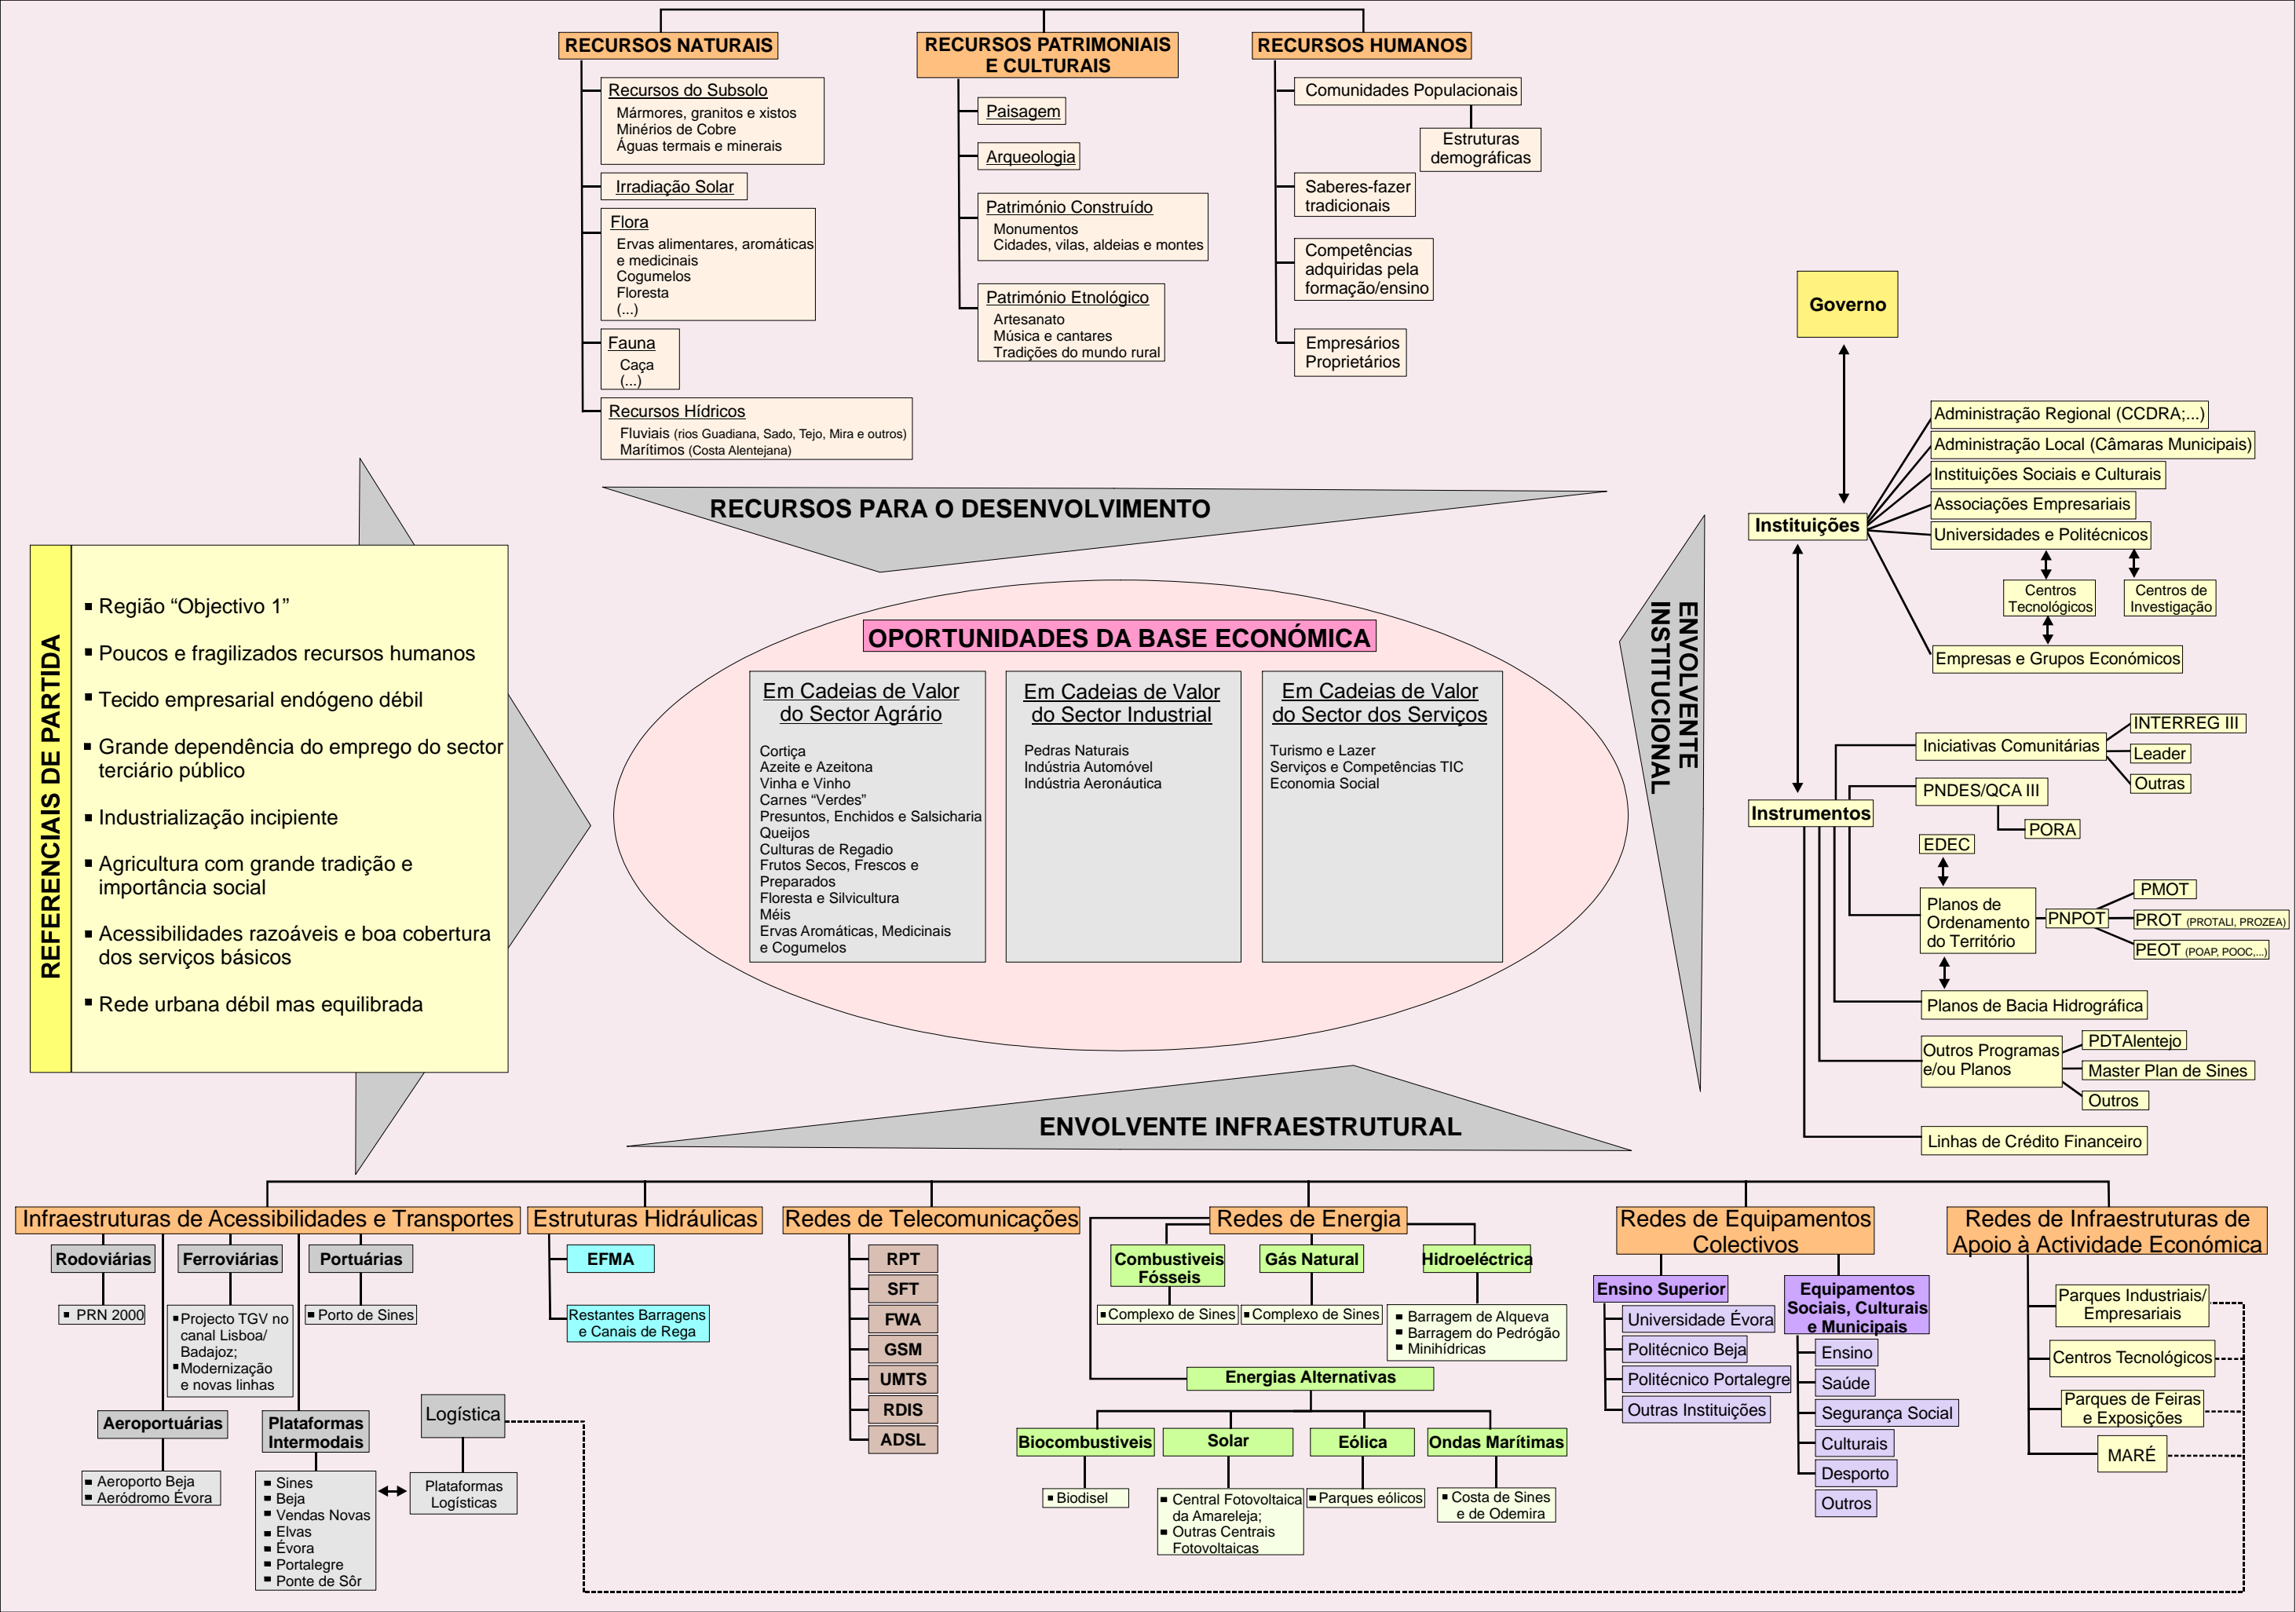 RECURSOS NATURAIS
Recursos do Subsolo
Mármores, granitos e xistos
Minérios de Cobre
Águas termais e minerais
Irradiação Solar
Flora
Ervas alimentares, aromáticas
e medicinais
Cogumelos
Floresta
(...)
Fauna
Caça
(...)
Recursos Hídricos
Fluviais (rios Guadiana, Sado, Tejo, Mira e outros)
Marítimos (Costa Alentejana)
RECURSOS PATRIMONIAIS
E CULTURAIS
Paisagem
Arqueologia
Património Construído
Monumentos
Cidades, vilas, aldeias e montes
Património Etnológico
Artesanato
Música e cantares
Tradições do mundo rural
RECURSOS HUMANOS
Comunidades Populacionais
Estruturas
demográficas
Saberes-fazer
tradicionais
Competências
adquiridas pela
formação/ensino
Empresários
Proprietários
RECURSOS PARA O DESENVOLVIMENTO
REFERENCIAIS DE PARTIDA
▪ Região “Objectivo 1”
▪ Poucos e fragilizados recursos humanos
▪ Tecido empresarial endógeno débil
▪ Grande dependência do emprego do sector
terciário público
▪ Industrialização incipiente
▪ Agricultura com grande tradição e
importância social
▪ Acessibilidades razoáveis e boa cobertura
dos serviços básicos
▪ Rede urbana débil mas equilibrada
OPORTUNIDADES DA BASE ECONÓMICA
Em Cadeias de Valor
do Sector Agrário
Cortiça
Azeite e Azeitona
Vinha e Vinho
Carnes “Verdes”
Presuntos, Enchidos e Salsicharia
Queijos
Culturas de Regadio
Frutos Secos, Frescos e
Preparados
Floresta e Silvicultura
Méis
Ervas Aromáticas, Medicinais
e Cogumelos
Em Cadeias de Valor
do Sector Industrial
Pedras Naturais
Indústria Automóvel
Indústria Aeronáutica
Em Cadeias de Valor
do Sector dos Serviços
Turismo e Lazer
Serviços e Competências TIC
Economia Social
ENVOLVENTE
INSTITUCIONAL
Governo
Instituições
Administração Regional (CCDRA;...)
Administração Local (Câmaras Municipais)
Instituições Sociais e Culturais
Associações Empresariais
Universidades e Politécnicos
Centros
Tecnológicos
Centros de
Investigação
Empresas e Grupos Económicos
Instrumentos
Iniciativas Comunitárias
INTERREG III
Leader
Outras
PNDES/QCA III
PORA
EDEC
Planos de
Ordenamento
do Território
PNPOT
PMOT
PROT (PROTALI, PROZEA)
PEOT (POAP, POOC,...)
Planos de Bacia Hidrográfica
Outros Programas
e/ou Planos
PDTAlentejo
Master Plan de Sines
Outros
Linhas de Crédito Financeiro
ENVOLVENTE INFRAESTRUTURAL
Infraestruturas de Acessibilidades e Transportes
Rodoviárias
▪ PRN 2000
Ferroviárias
▪ Projecto TGV no
canal Lisboa/
Badajoz;
▪ Modernização
e novas linhas
Portuárias
▪ Porto de Sines
Aeroportuárias
▪ Aeroporto Beja
▪ Aeródromo Évora
Plataformas
Intermodais
▪ Sines
▪ Beja
▪ Vendas Novas
▪ Elvas
▪ Évora
▪ Portalegre
▪ Ponte de Sôr
Logística
Plataformas
Logísticas
Estruturas Hidráulicas
EFMA
Restantes Barragens
e Canais de Rega
Redes de Telecomunicações
RPT
SFT
FWA
GSM
UMTS
RDIS
ADSL
Redes de Energia
Combustiveis
Fósseis
▪ Complexo de Sines
Gás Natural
▪ Complexo de Sines
Hidroeléctrica
▪ Barragem de Alqueva
▪ Barragem do Pedrógão
▪ Minihídricas
Energias Alternativas
Biocombustiveis
▪ Biodisel
Solar
▪ Central Fotovoltaica
da Amareleja;
▪ Outras Centrais
Fotovoltaicas
Eólica
▪ Parques eólicos
Ondas Marítimas
▪ Costa de Sines
e de Odemira
Redes de Equipamentos
Colectivos
Ensino Superior
Universidade Évora
Politécnico Beja
Politécnico Portalegre
Outras Instituições
Equipamentos
Sociais, Culturais
e Municipais
Ensino
Saúde
Segurança Social
Culturais
Desporto
Outros
Redes de Infraestruturas de
Apoio à Actividade Económica
Parques Industriais/
Empresariais
Centros Tecnológicos
Parques de Feiras
e Exposições
MARÉ